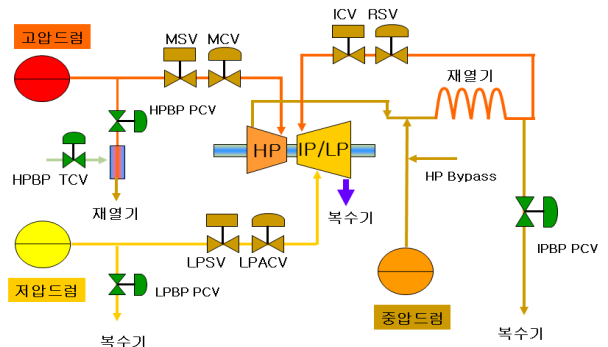 ICV RSV
고압드럼
MSV MCV
재열기
HPBP PCV
HP
IP/LP
HPBP TCV
HP Bypass
재열기
복수기
IPBP PCV
LPSV LPACV
저압드럼
LPBP PCV
중압드럼
복수기
복수기